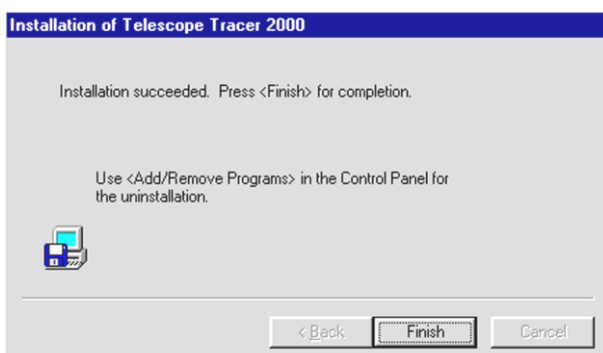 Installation of Telescope Tracer 2000
Installation succeeded. Press <Finish> for completion.
Use <Add/Remove Programs> in the Control Panel for
the uninstallation.
< Back
Finish
Cancel